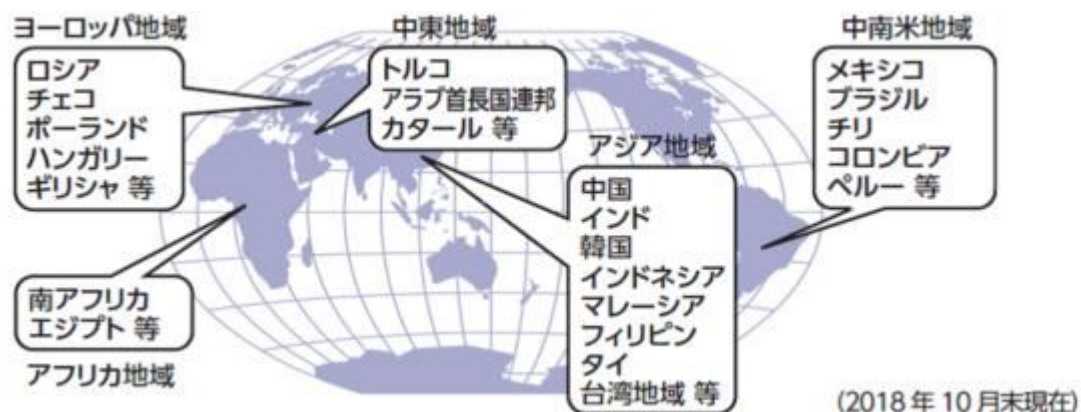 ヨーロッパ地域
ロシア
チェコ
ポーランド
ハンガリー
ギリシャ 等
中東地域
トルコ
アラブ首長国連邦
カタール 等
アジア地域
中国
インド
韓国
インドネシア
マレーシア
フィリピン
タイ
台湾地域 等
中南米地域
メキシコ
ブラジル
チリ
コロンビア
ペルー 等
南アフリカ
エジプト 等
アフリカ地域
(2018年10月末現在)